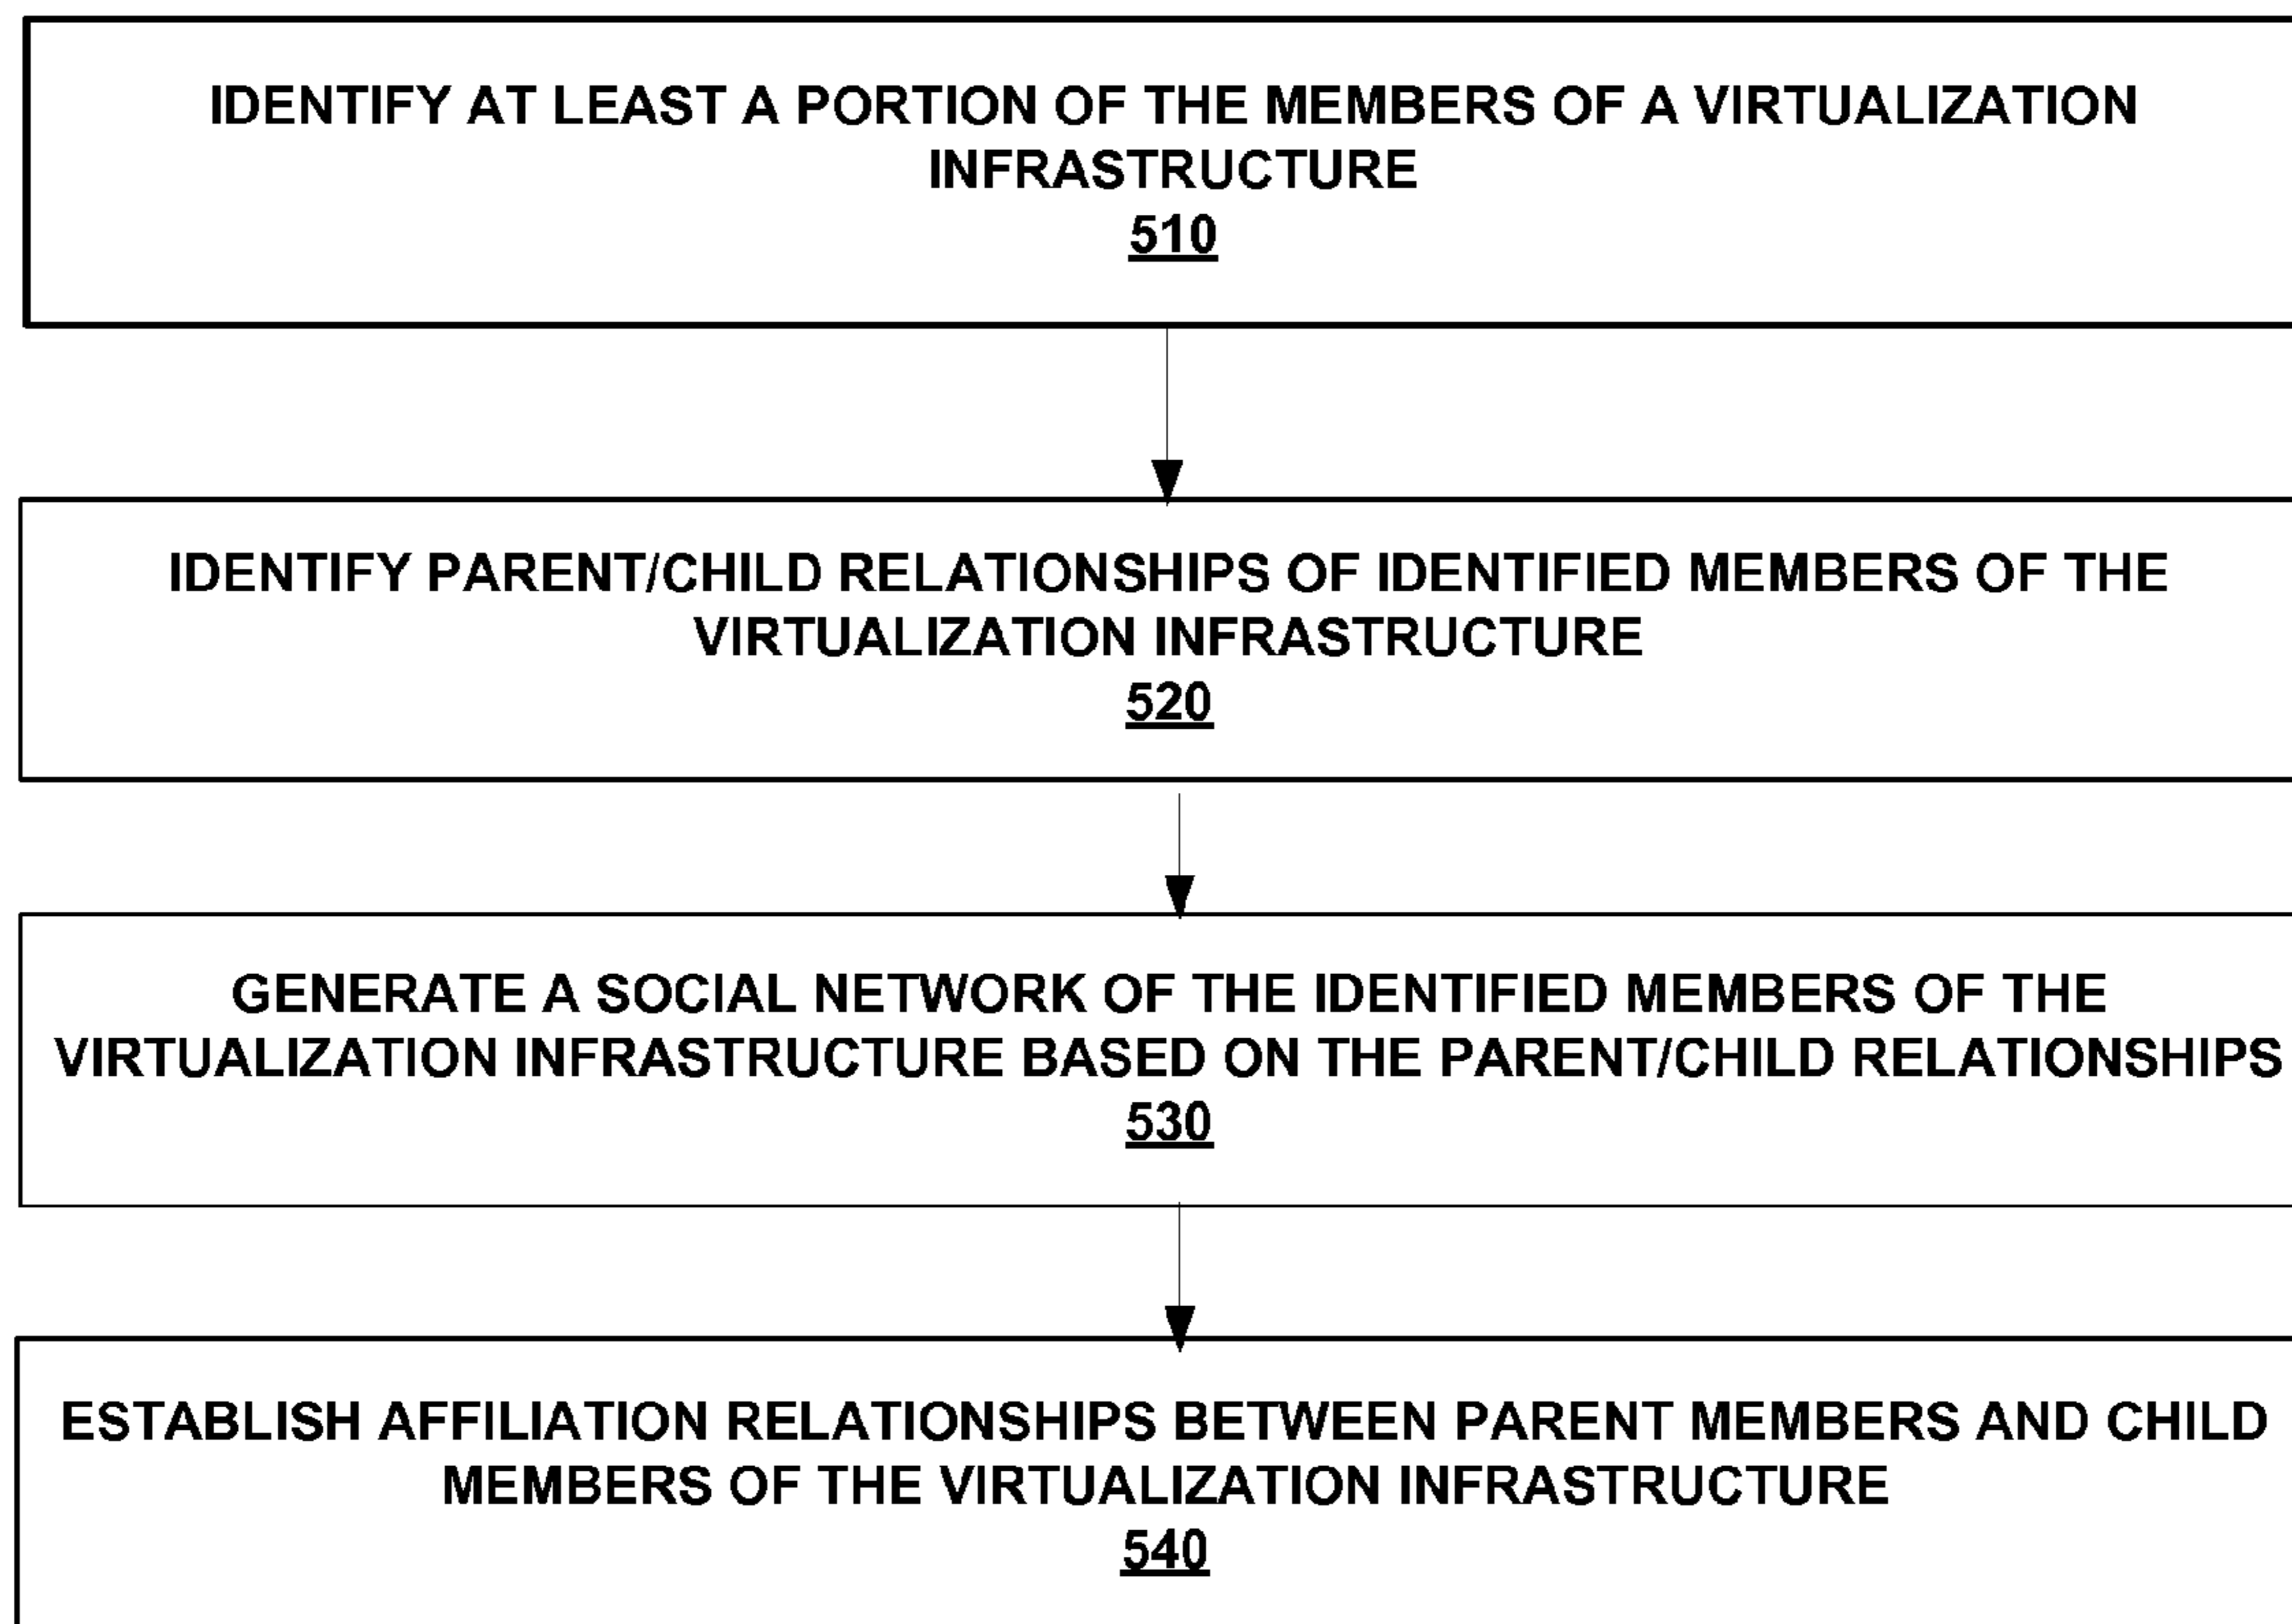 IDENTIFY AT LEAST A PORTION OF THE MEMBERS OF A VIRTUALIZATION
INFRASTRUCTURE
510
IDENTIFY PARENT/CHILD RELATIONSHIPS OF IDENTIFIED MEMBERS OF THE
VIRTUALIZATION INFRASTRUCTURE
520
GENERATE A SOCIAL NETWORK OF THE IDENTIFIED MEMBERS OF THE
VIRTUALIZATION INFRASTRUCTURE BASED ON THE PARENT/CHILD RELATIONSHIPS
530
ESTABLISH AFFILIATION RELATIONSHIPS BETWEEN PARENT MEMBERS AND CHILD
MEMBERS OF THE VIRTUALIZATION INFRASTRUCTURE
540